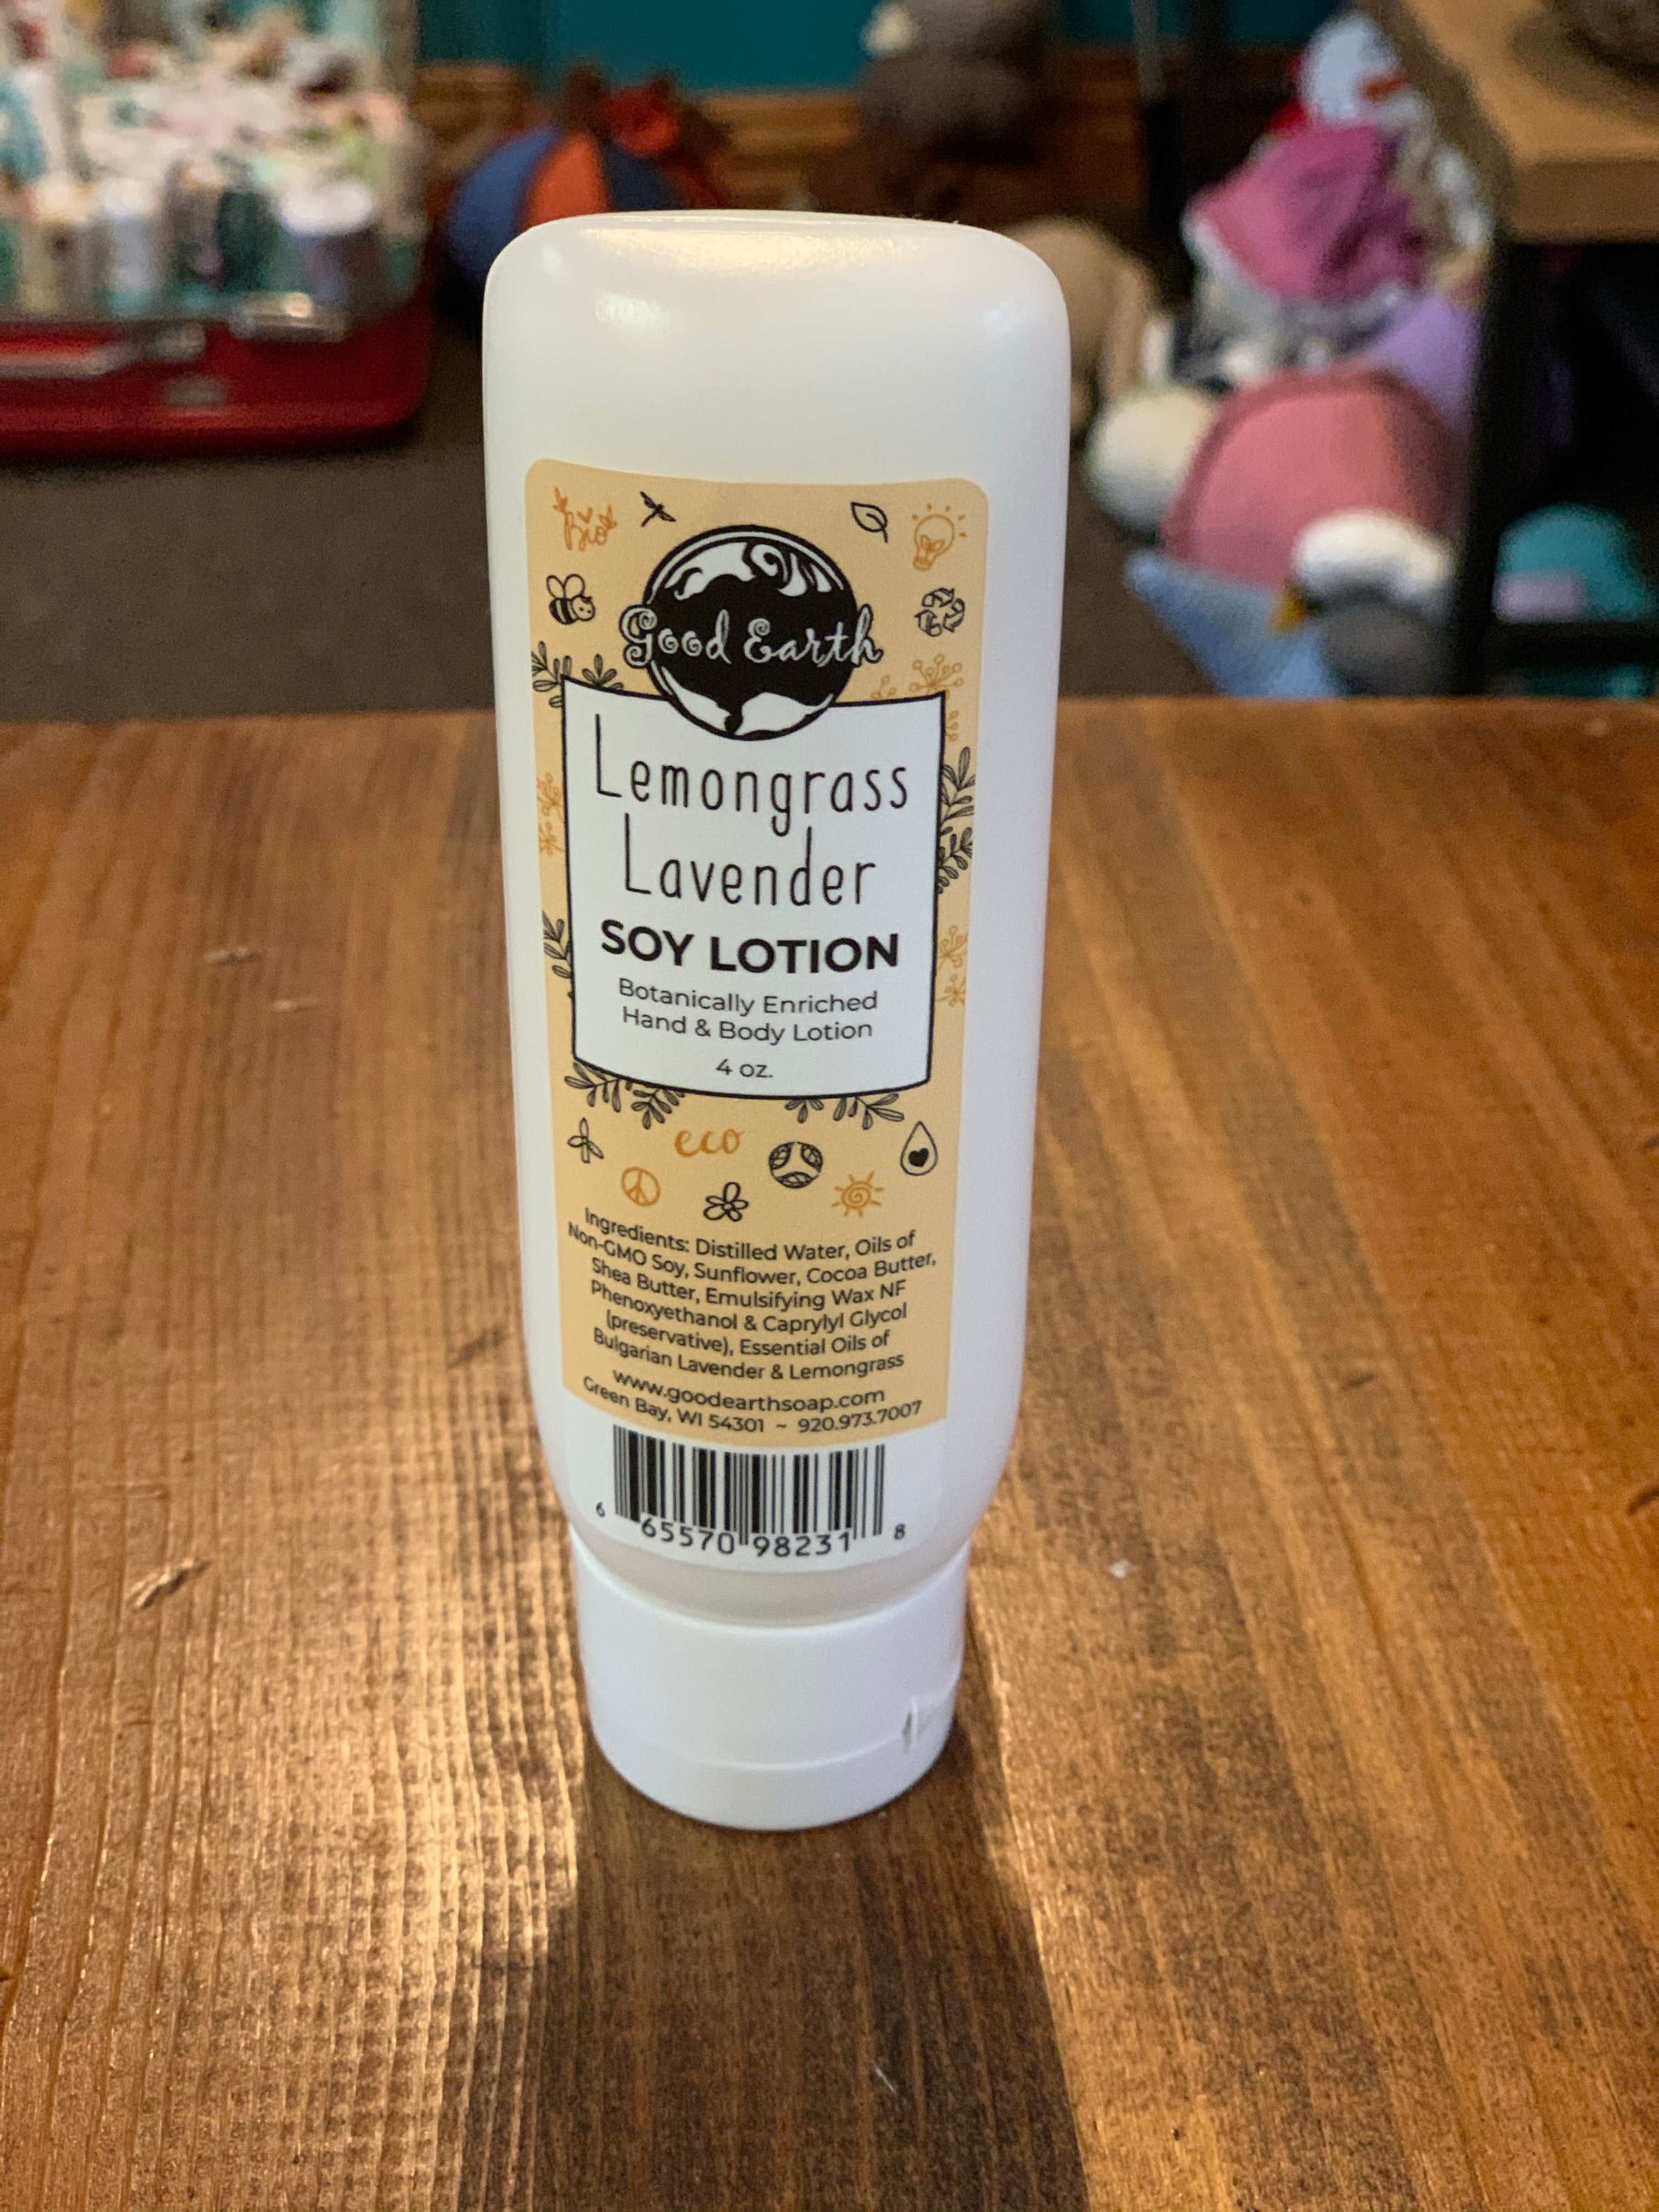 Bio
Good Earth
Lemongrass
Lavender
SOY LOTION
Botanically Enriched
Hand & Body Lotion
4 oz.
eco
Ingredients: Distilled Water, Oils of
Non-GMO Soy, Sunflower, Cocoa Butter,
Shea Butter, Emulsifying Wax NF
Phenoxyethanol & Caprylyl Glycol
(preservative), Essential Oils of
Bulgarian Lavender & Lemongrass
www.goodearthsoap.com
Green Bay, WI 54301 ~ 920.973.7007
6 65570 98231 8